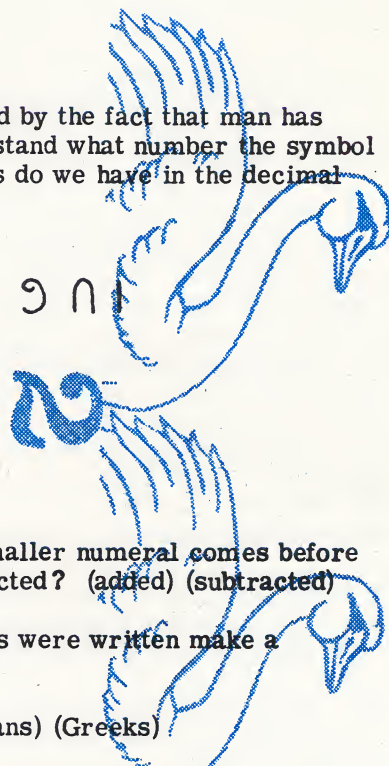 d by the fact that man has
stand what number the symbol
s do we have in the decimal
maller numeral comes before
cted? (added) (subtracted)
s were written make a
ans) (Greeks)